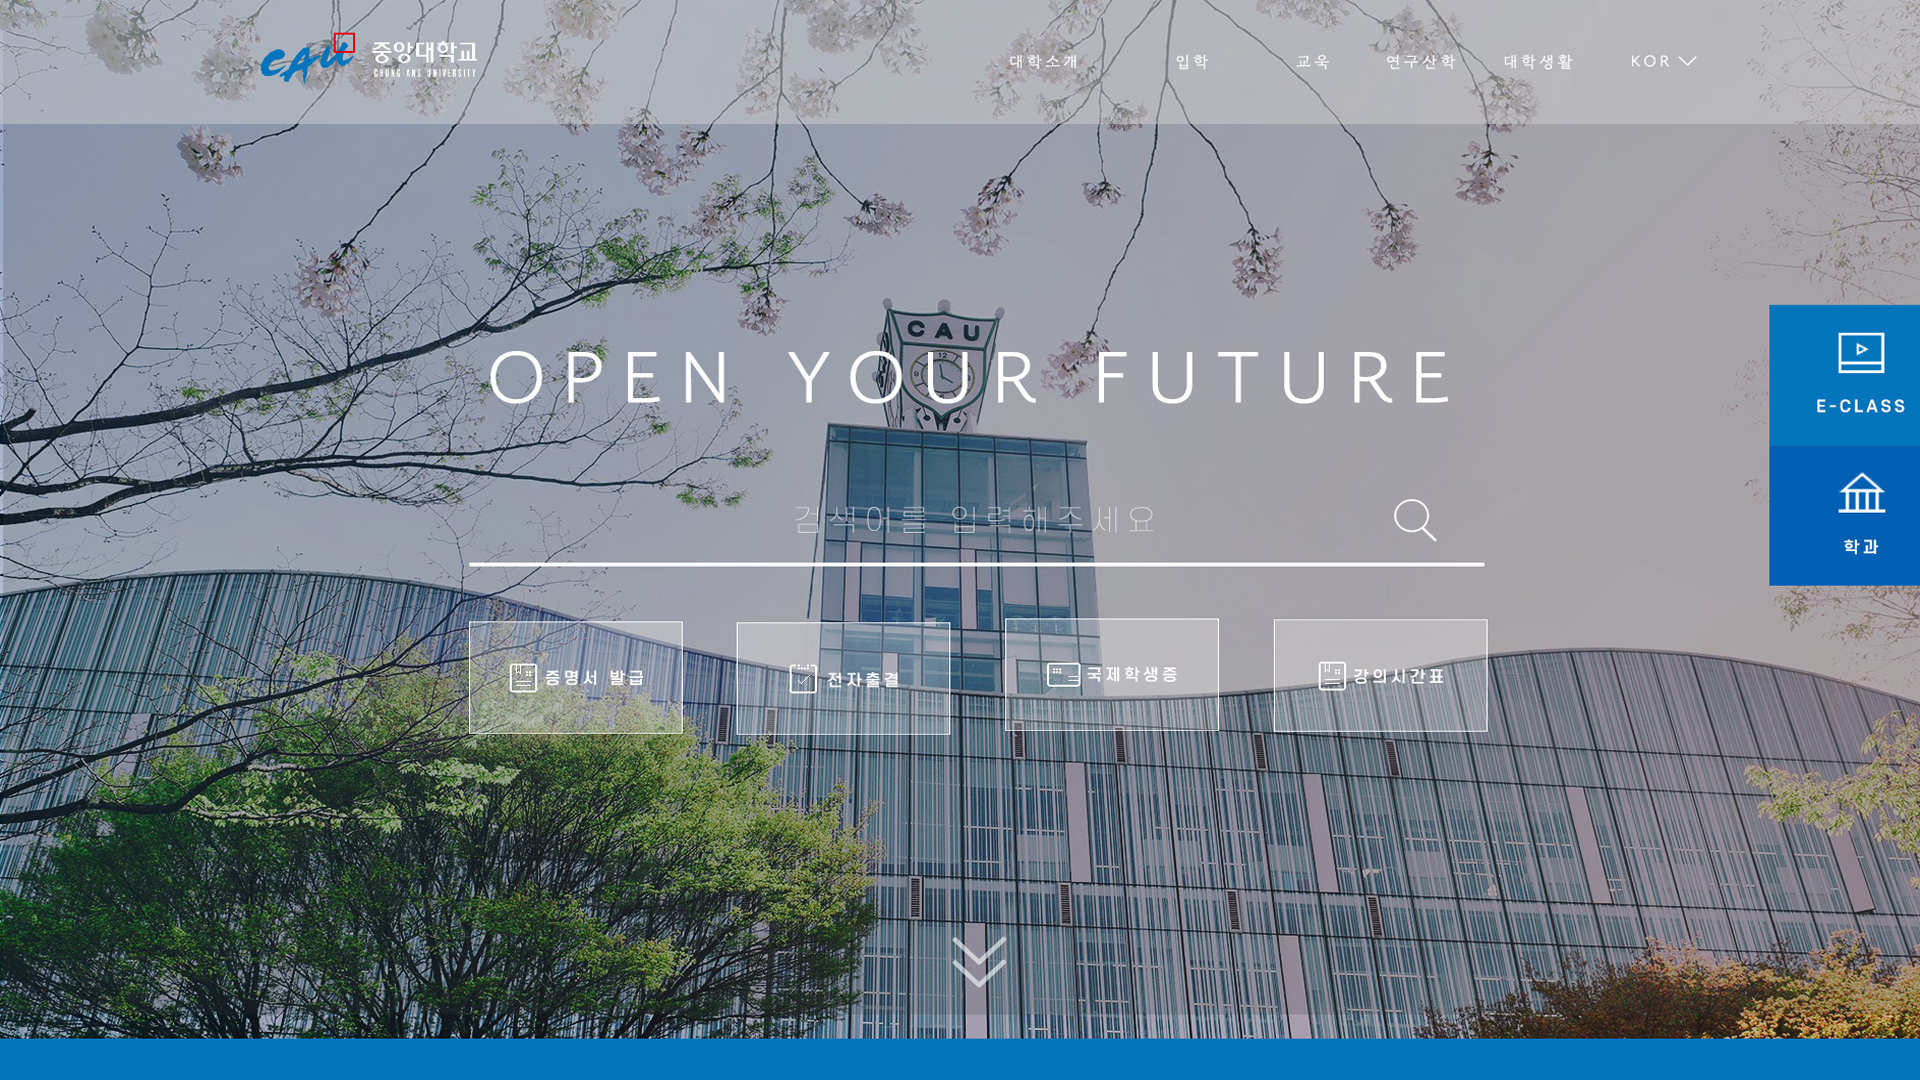 CAU 중앙대학교
CHUNG ANG UNIVERSITY
대학소개 입학 교육 연구산학 대학생활 KOR
CAU
12
OPEN YOUR FUTURE
검색어를 입력해주세요
E-CLASS
학과
증명서 발급 전자출결 국제학생증 강의시간표